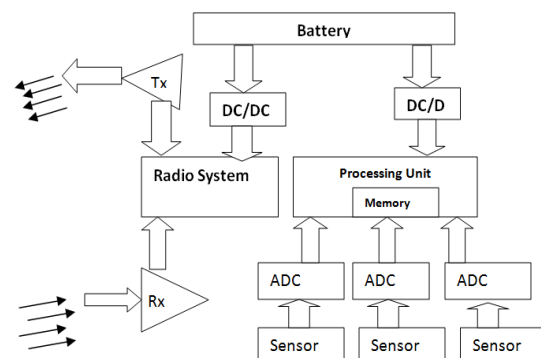 Battery
Tx
DC/DC
DC/D
Radio System
Processing Unit
Memory
Rx
ADC
ADC
ADC
Sensor
Sensor
Sensor